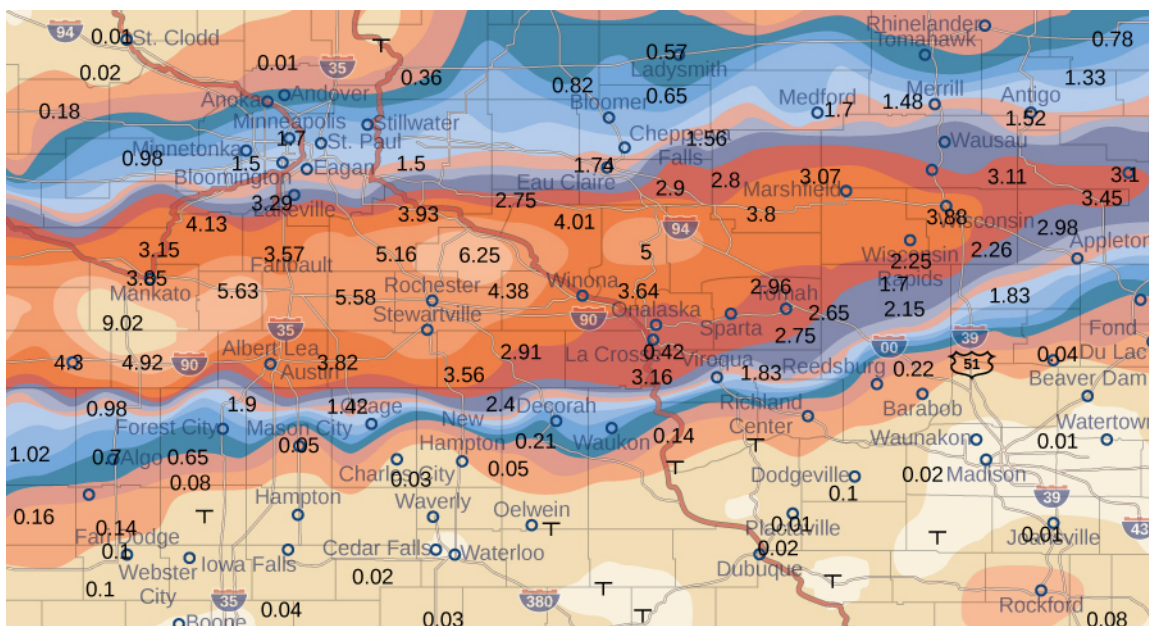 94
0.01
St. Clodd
T
Rhinelander
Tomahawk
0.78
0.02
0.01
35
0.36
0.57
Ladysmith
0.82
0.65
1.33
0.18
Anoka
Andover
Bloomer
Medford
1.7
1.48
Merrill
Antigo
1.52
Minneapolis
1.7
Stillwater
St. Paul
Falls
1.56
Wausau
0.98
Minnetonka
1.5
Eagan
1.5
1.74
Bloomington
Eau Claire
2.9
2.8
3.07
Marshfield
3.11
3.1
3.29
Lakeville
2.75
3.45
4.13
3.93
4.01
3.8
3.88
Wisconsin
2.98
94
3.15
3.57
5.16
6.25
5
Wisconsin
Rapids
2.25
2.26
Appleton
3.85
Mankato
5.63
5.58
Rochester
4.38
Winona
3.64
2.96
Tomah
1.7
1.83
9.02
35
Stewartville
90
Onalaska
Sparta
2.65
2.15
2.75
39
Fond
Du Lac
4.3
4.92
90
Albert Lea
Austin
3.82
2.91
La Crosse
0.42
Viroqua
00
51
0.04
3.56
3.16
1.83
Reedsburg
0.22
Beaver Dam
0.98
1.9
1.42
Osage
2.4
Decorah
Richland
Center
Barabob
Forest City
Mason City
New
Hampton
Waukon
0.14
T
Waunakon
Watertown
0.01
1.02
0.7
Algo
0.65
0.05
0.21
T
Madison
0.08
Charles City
0.03
0.05
Dodgeville
0.1
0.02
0.16
0.14
T
Hampton
Waverly
Oelwein
T
0.01
39
0.01
43
T
0.1
Webster
City
Iowa Falls
Cedar Falls
Waterloo
0.02
Dubuque
0.1
0.02
T
T
35
0.04
380
T
Rockford
Boone
0.03
0.08